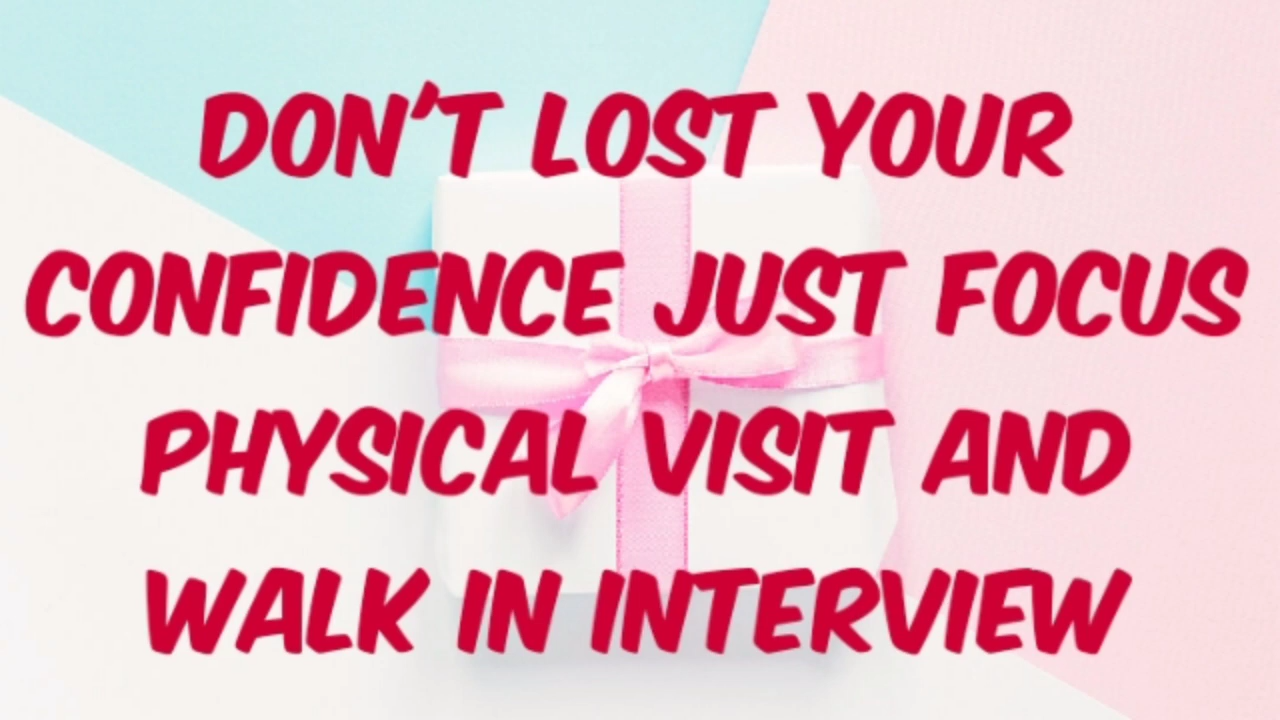 DON'T LOST YOUR
CONFIDENCE JUST FOCUS
PHYSICAL VISIT AND
WALK IN INTERVIEW